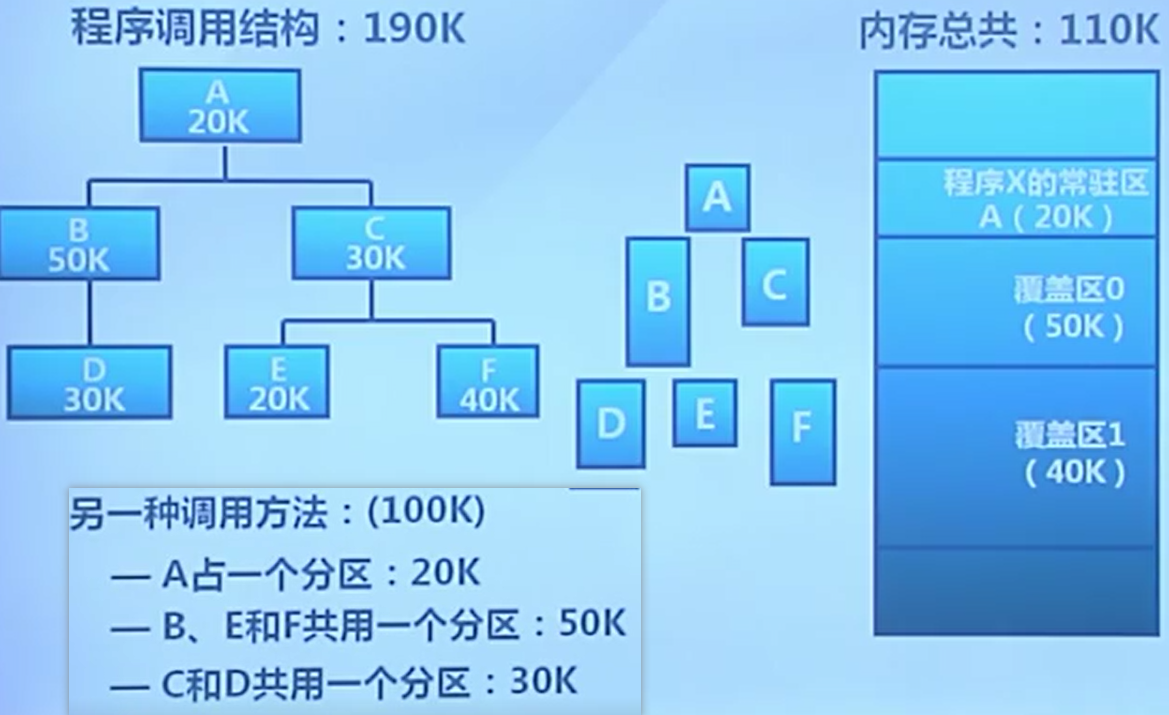 程序调用结构：190K
内存总共：110K
A
20K
B
50K
C
30K
D
30K
E
20K
F
40K
A
B
C
D
E
F
程序X的常驻区
A（20K）
覆盖区0
（50K）
覆盖区1
（40K）
另一种调用方法：(100K)
— A占一个分区：20K
— B、E和F共用一个分区：50K
— C和D共用一个分区：30K